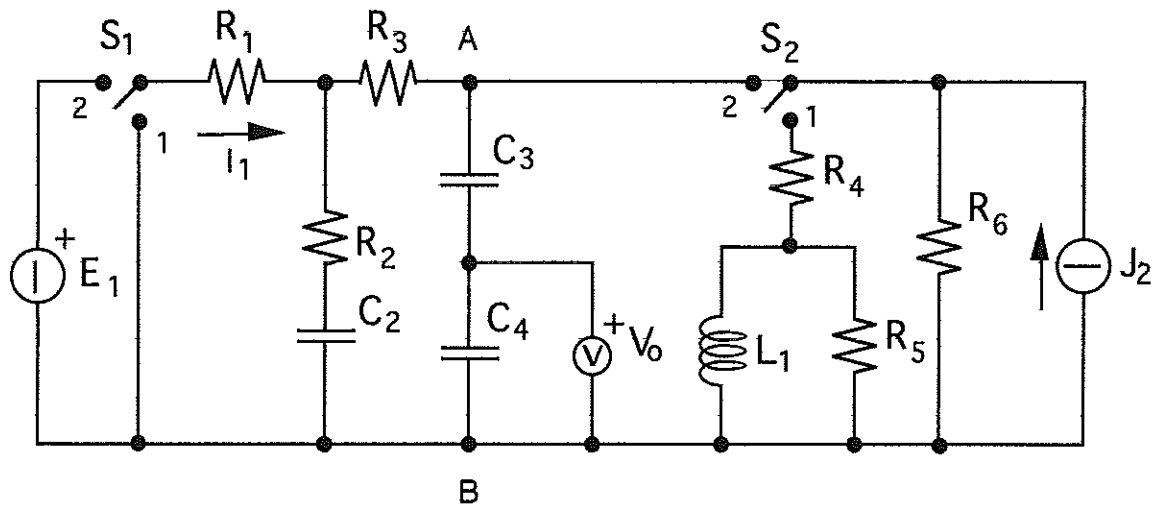 S1 R1 R3 A S2
2 1 2 1
I1 C3 R4
R2 R6
+ E1 C2 C4 + V Vo L1 R5 J2
B